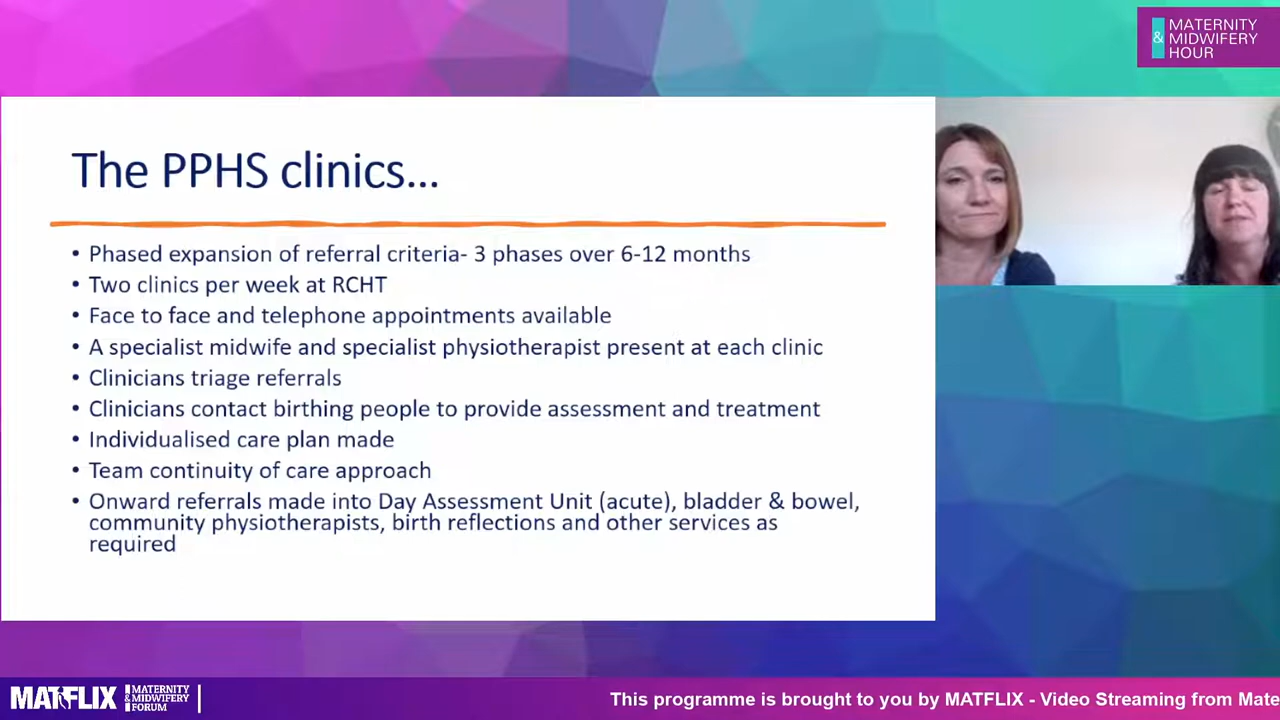 MATERNITY
& MIDWIFERY
HOUR
The PPHS clinics...
• Phased expansion of referral criteria- 3 phases over 6-12 months
• Two clinics per week at RCHT
• Face to face and telephone appointments available
• A specialist midwife and specialist physiotherapist present at each clinic
• Clinicians triage referrals
• Clinicians contact birthing people to provide assessment and treatment
• Individualised care plan made
• Team continuity of care approach
• Onward referrals made into Day Assessment Unit (acute), bladder & bowel,
community physiotherapists, birth reflections and other services as
required
MATFLIX
MATERNITY
& MIDWIFERY
FORUM
This programme is brought to you by MATFLIX - Video Streaming from Mate